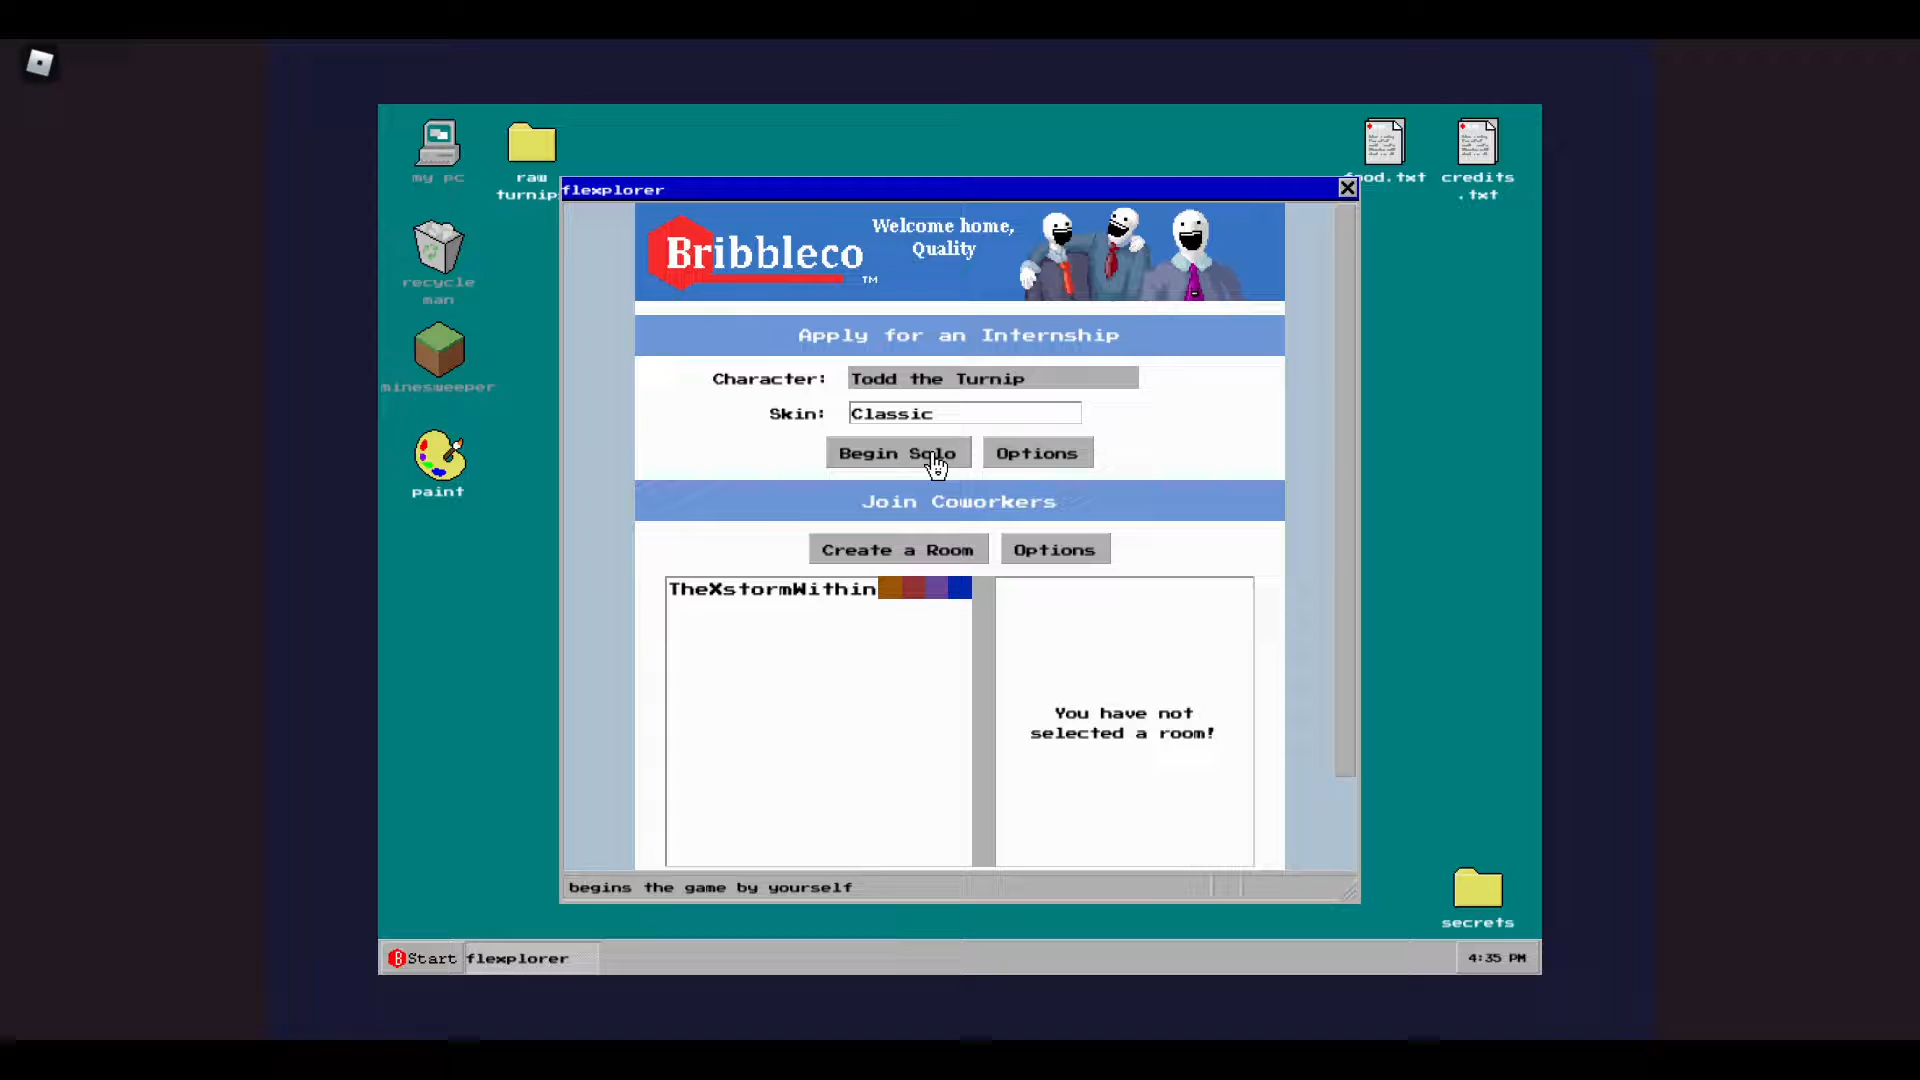 my pc
raw
turnip
food.txt
credits
.txt
flexplorer
recycle
man
minesweeper
paint
Bribbleco
TM
Welcome home,
Quality
Apply for an Internship
Character: Todd the Turnip
Skin: Classic
Begin Solo Options
Join Coworkers
Create a Room Options
TheXstormWithin
You have not
selected a room!
begins the game by yourself
secrets
B Start flexplorer 4:35 PM